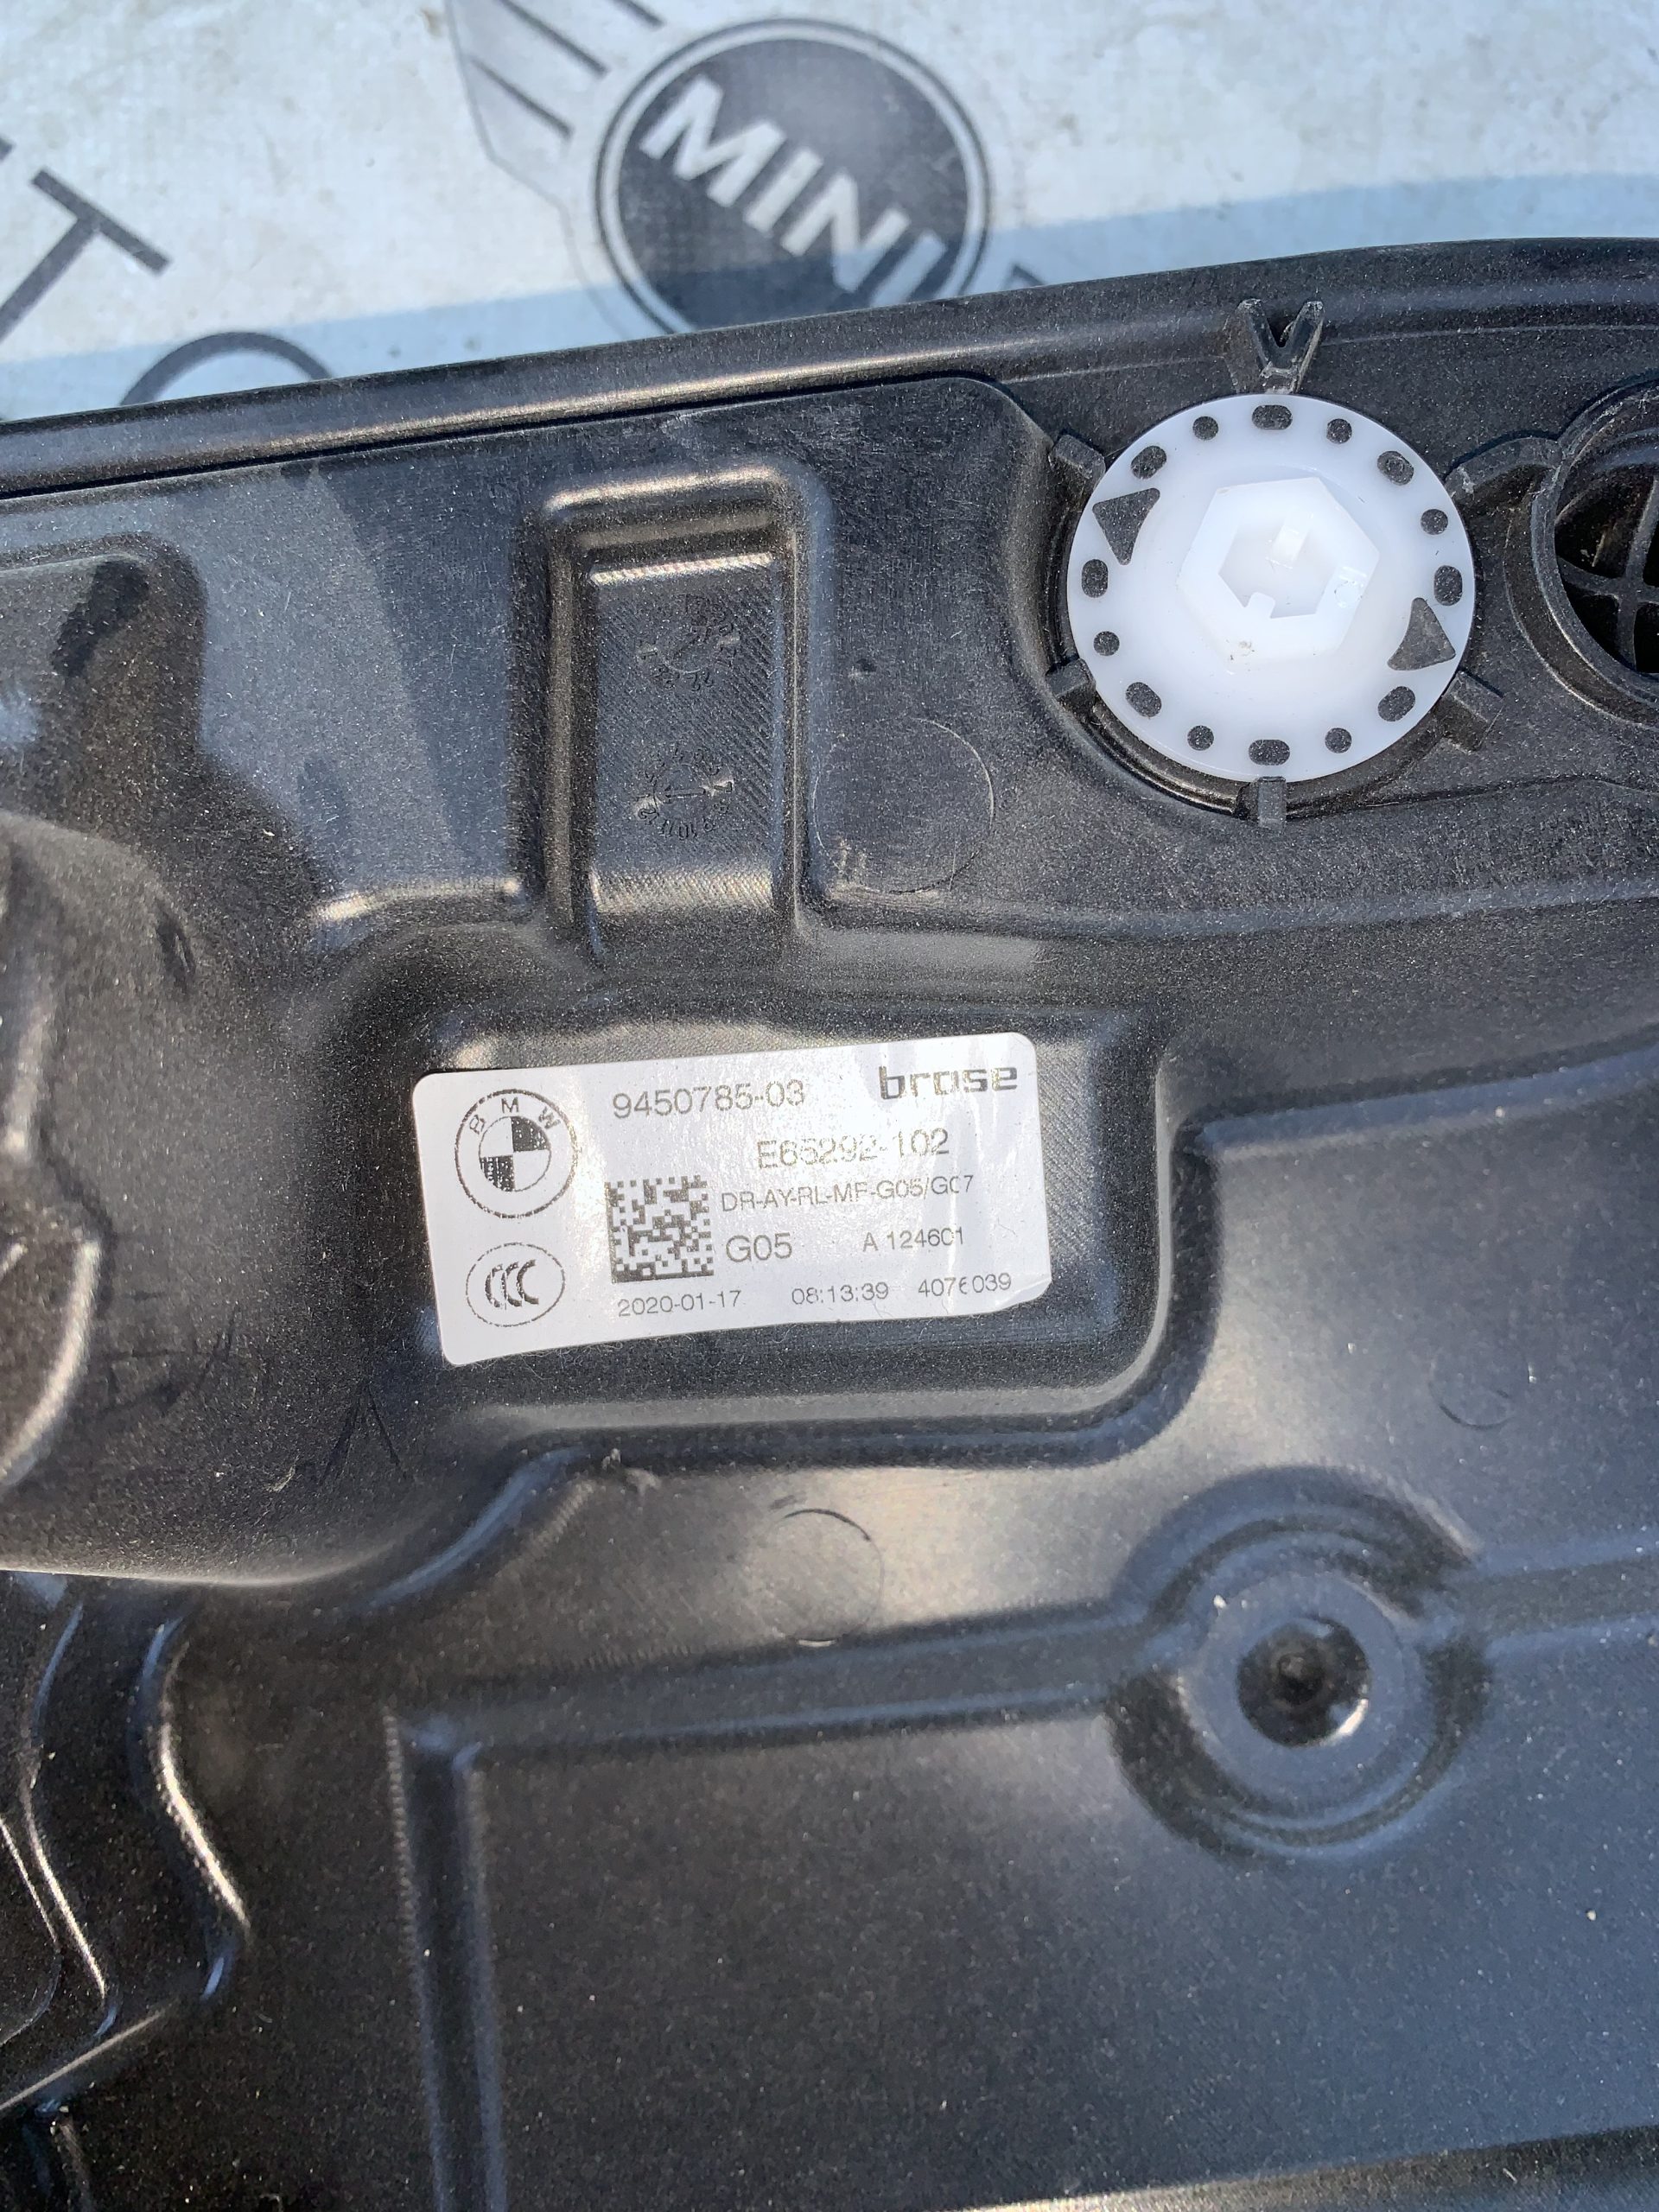 MINI
T
BMW
9450785-03 brose
E65292-102
DR-AY-RL-MF-G05/G07
G05 A 124601
CCC
2020-01-17 08:13:39 4076039